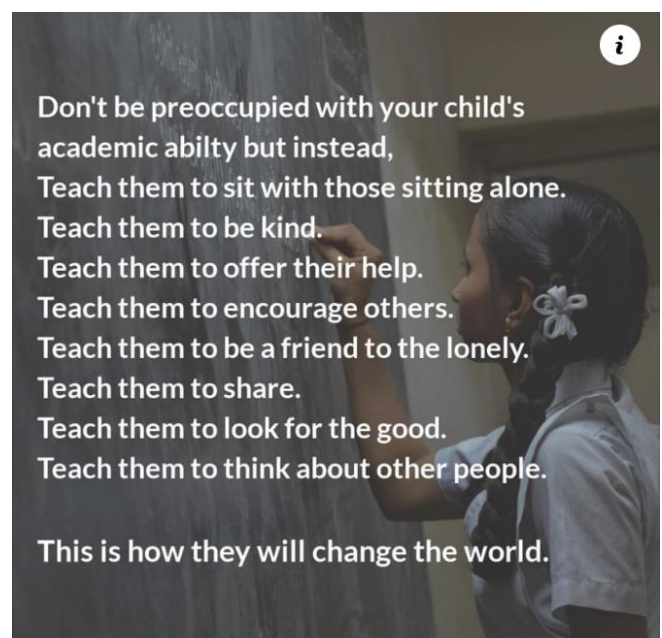 Don't be preoccupied with your child's
academic abilty but instead,
Teach them to sit with those sitting alone.
Teach them to be kind.
Teach them to offer their help.
Teach them to encourage others.
Teach them to be a friend to the lonely.
Teach them to share.
Teach them to look for the good.
Teach them to think about other people.
This is how they will change the world.